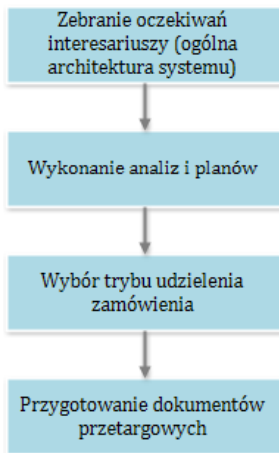 Zebranie oczekiwań
interesariuszy (ogólna
architektura systemu)
Wykonanie analiz i planów
Wybór trybu udzielenia
zamówienia
Przygotowanie dokumentów
przetargowych